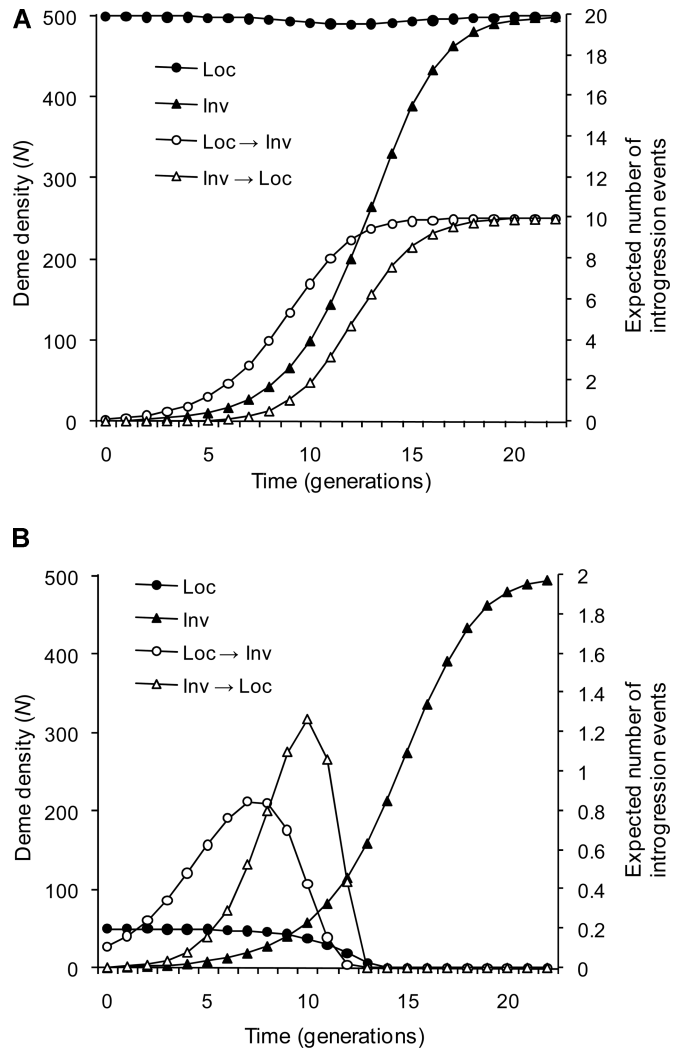 A
500
400
300
200
100
0
Deme density (N)
Loc
Inv
Loc → Inv
Inv → Loc
20
18
16
14
12
10
8
6
4
2
0
Expected number of
introgression events
0 5 10 15 20
Time (generations)
B
500
400
300
200
100
0
Deme density (N)
Loc
Inv
Loc → Inv
Inv → Loc
2
1.8
1.6
1.4
1.2
1
0.8
0.6
0.4
0.2
0
Expected number of
introgression events
0 5 10 15 20
Time (generations)